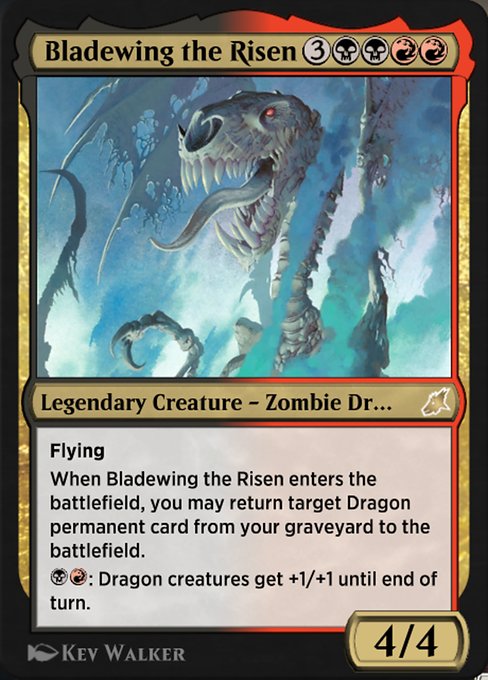 Bladewing the Risen 3
Legendary Creature – Zombie Dr...
Flying
When Bladewing the Risen enters the
battlefield, you may return target Dragon
permanent card from your graveyard to the
battlefield.
: Dragon creatures get +1/+1 until end of
turn.
4/4
Kev Walker